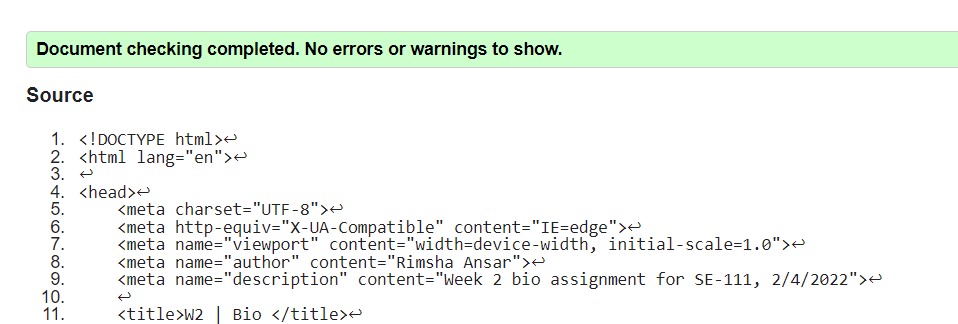 Document checking completed. No errors or warnings to show.
Source
1. <!DOCTYPE html>↩
2. <html lang="en">↩
3. ↩
4. <head>↩
5. <meta charset="UTF-8">↩
6. <meta http-equiv="X-UA-Compatible" content="IE=edge">↩
7. <meta name="viewport" content="width=device-width, initial-scale=1.0">↩
8. <meta name="author" content="Rimsha Ansar">↩
9. <meta name="description" content="Week 2 bio assignment for SE-111, 2/4/2022">↩
10. ↩
11. <title>W2 | Bio </title>↩